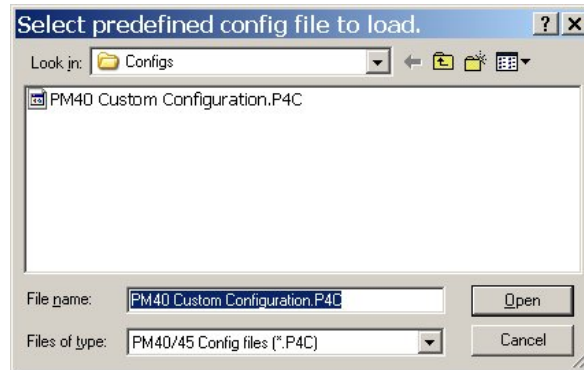 Select predefined config file to load.
Look in: Configs
PM40 Custom Configuration.P4C
File name: PM40 Custom Configuration.P4C Open
Files of type: PM40/45 Config files (*.P4C) Cancel